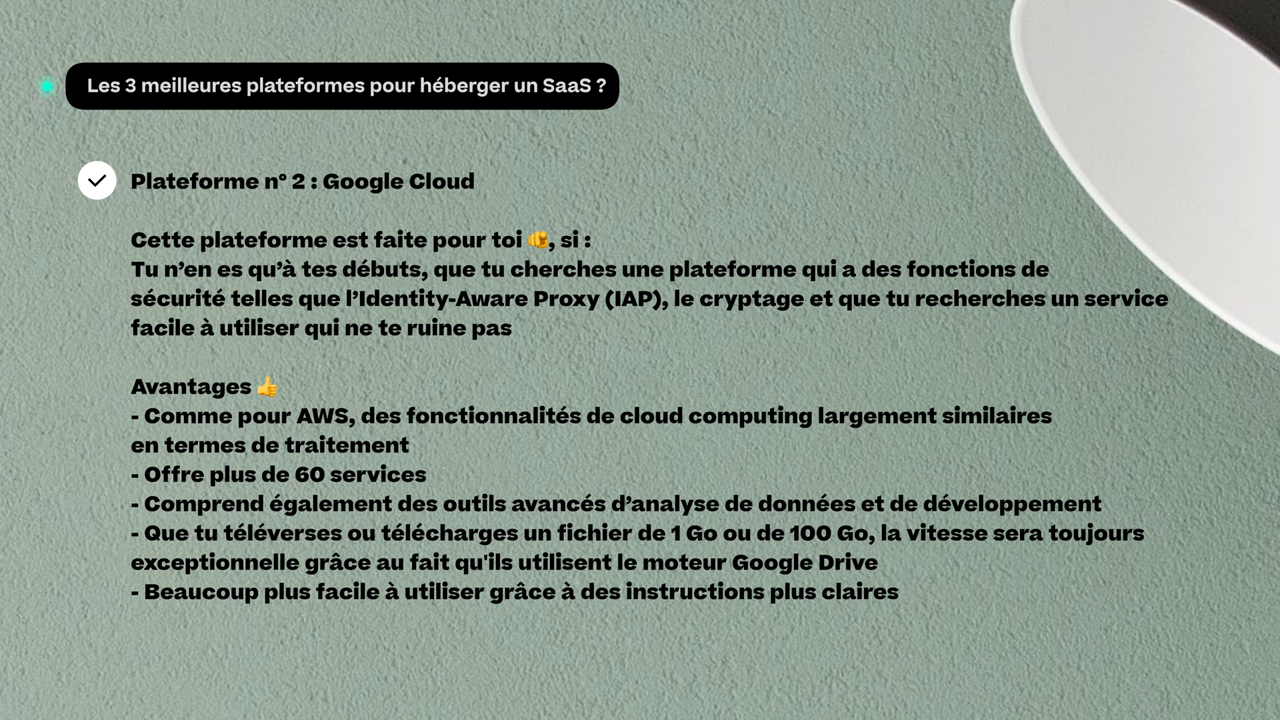 Les 3 meilleures plateformes pour héberger un SaaS ?
Plateforme n° 2 : Google Cloud
Cette plateforme est faite pour toi 🫵, si :
Tu n’en es qu’à tes débuts, que tu cherches une plateforme qui a des fonctions de
sécurité telles que l’Identity-Aware Proxy (IAP), le cryptage et que tu recherches un service
facile à utiliser qui ne te ruine pas
Avantages 👍
- Comme pour AWS, des fonctionnalités de cloud computing largement similaires
en termes de traitement
- Offre plus de 60 services
- Comprend également des outils avancés d’analyse de données et de développement
- Que tu téléverses ou télécharges un fichier de 1 Go ou de 100 Go, la vitesse sera toujours
exceptionnelle grâce au fait qu'ils utilisent le moteur Google Drive
- Beaucoup plus facile à utiliser grâce à des instructions plus claires